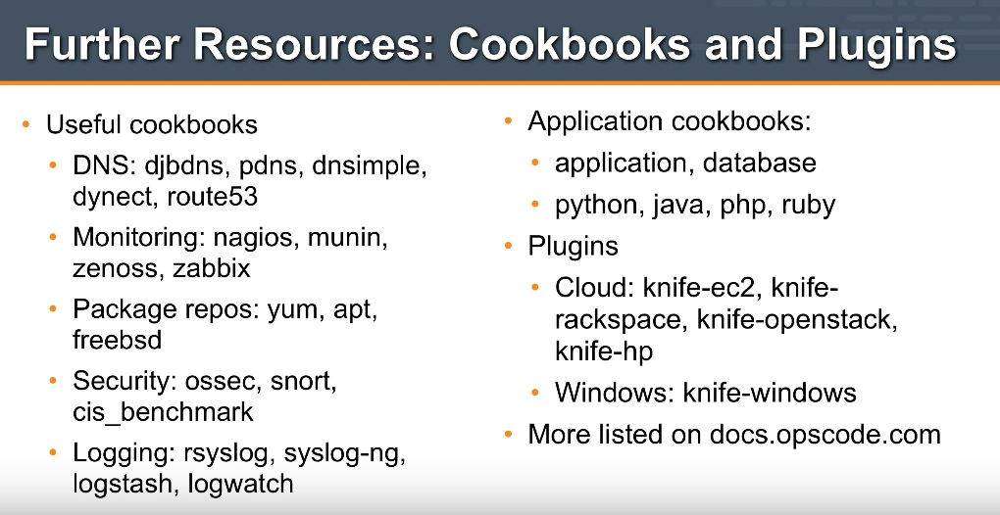 Further Resources: Cookbooks and Plugins
• Useful cookbooks
• DNS: djbdns, pdns, dnsimple,
dynect, route53
• Monitoring: nagios, munin,
zenoss, zabbix
• Package repos: yum, apt,
freebsd
• Security: ossec, snort,
cis_benchmark
• Logging: rsyslog, syslog-ng,
logstash, logwatch
• Application cookbooks:
• application, database
• python, java, php, ruby
• Plugins
• Cloud: knife-ec2, knife-
rackspace, knife-openstack,
knife-hp
• Windows: knife-windows
• More listed on docs.opscode.com